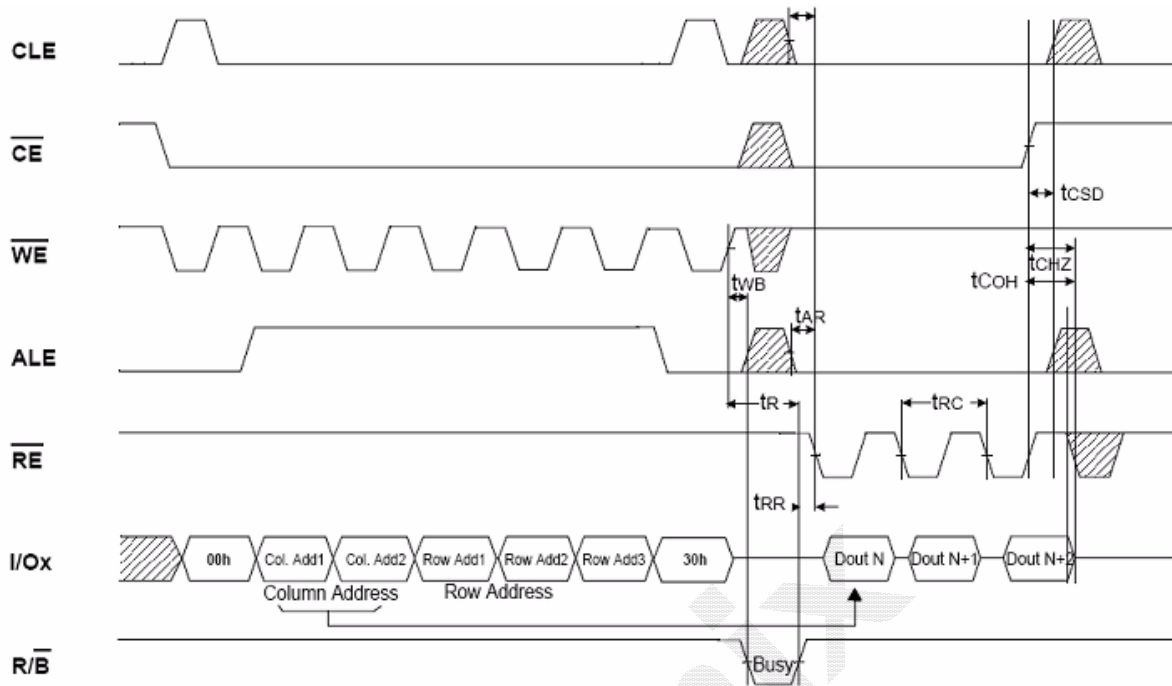 CLE
CE
tCSD
WE
tWB
tCHZ
tCOH
ALE
tAR
tR
tRC
RE
tRR
I/Ox
00h
Col. Add1
Col. Add2
Row Add1
Row Add2
Row Add3
30h
Dout N
Dout N+1
Dout N+2
Column Address
Row Address
R/B
Busy